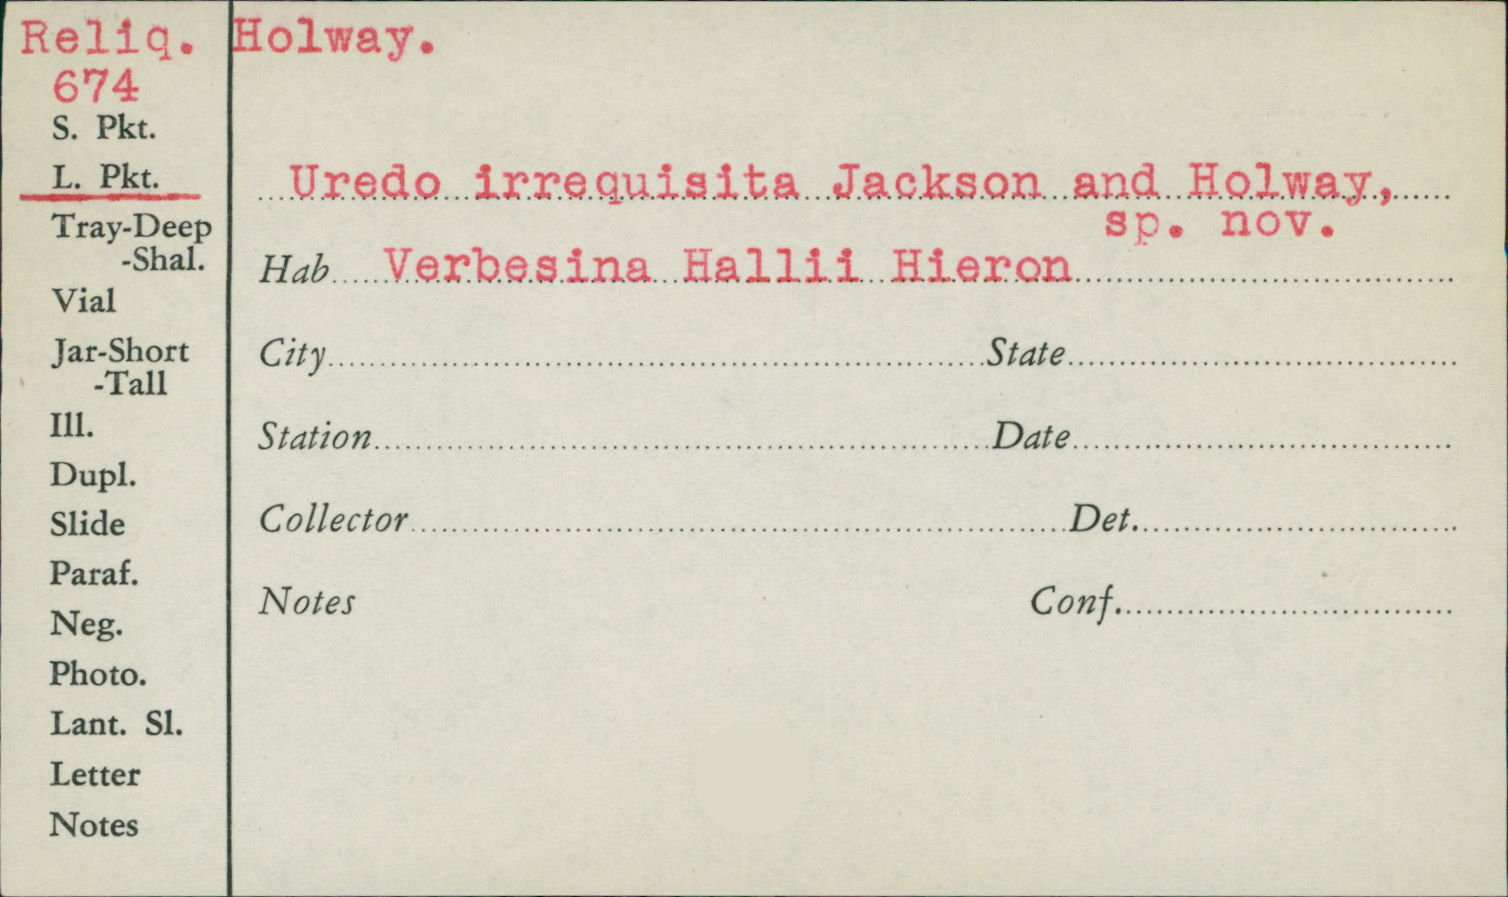 Reliq. Holway.
674
S. Pkt.
L. Pkt.
Uredo irrequisita Jackson and Holway,
sp. nov.
Tray-Deep
-Shal.
Hab Verbesina Hallii Hieron
Vial
Jar-Short
-Tall
City State
Ill.
Station Date
Dupl.
Slide
Collector Det.
Paraf.
Notes Conf.
Neg.
Photo.
Lant. Sl.
Letter
Notes